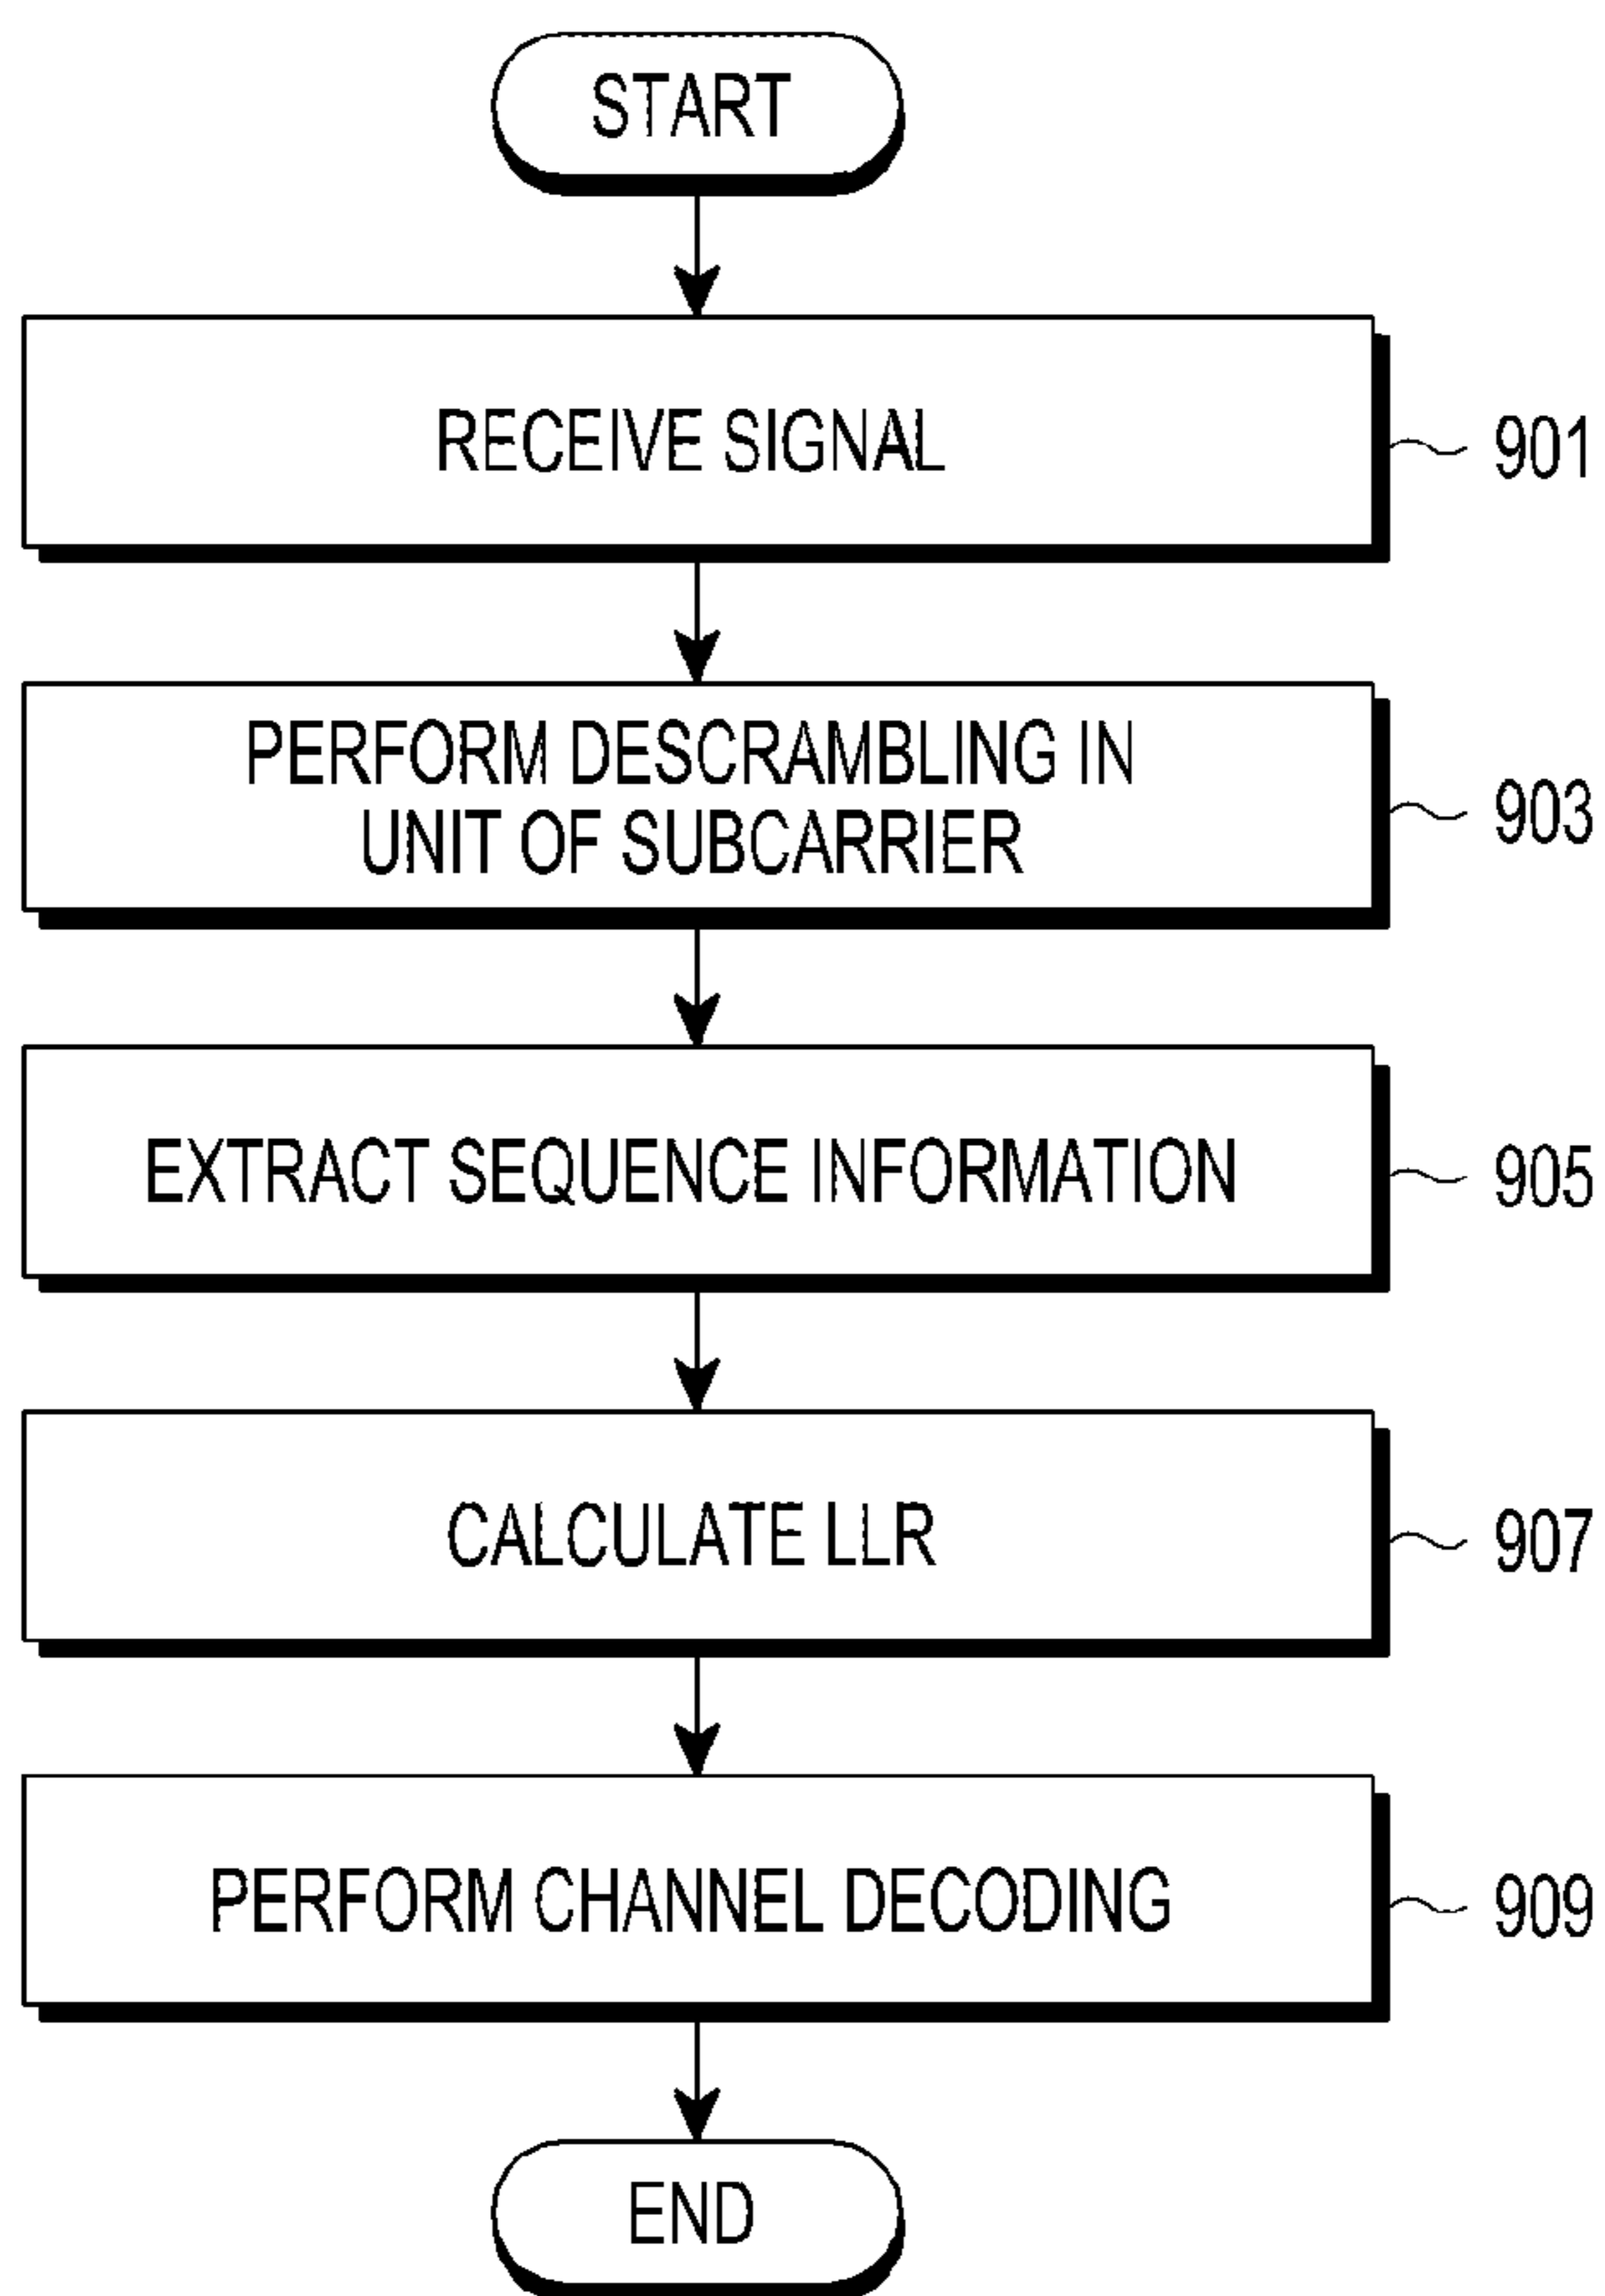 START
RECEIVE SIGNAL
901
PERFORM DESCRAMBLING IN
UNIT OF SUBCARRIER
903
EXTRACT SEQUENCE INFORMATION
905
CALCULATE LLR
907
PERFORM CHANNEL DECODING
909
END